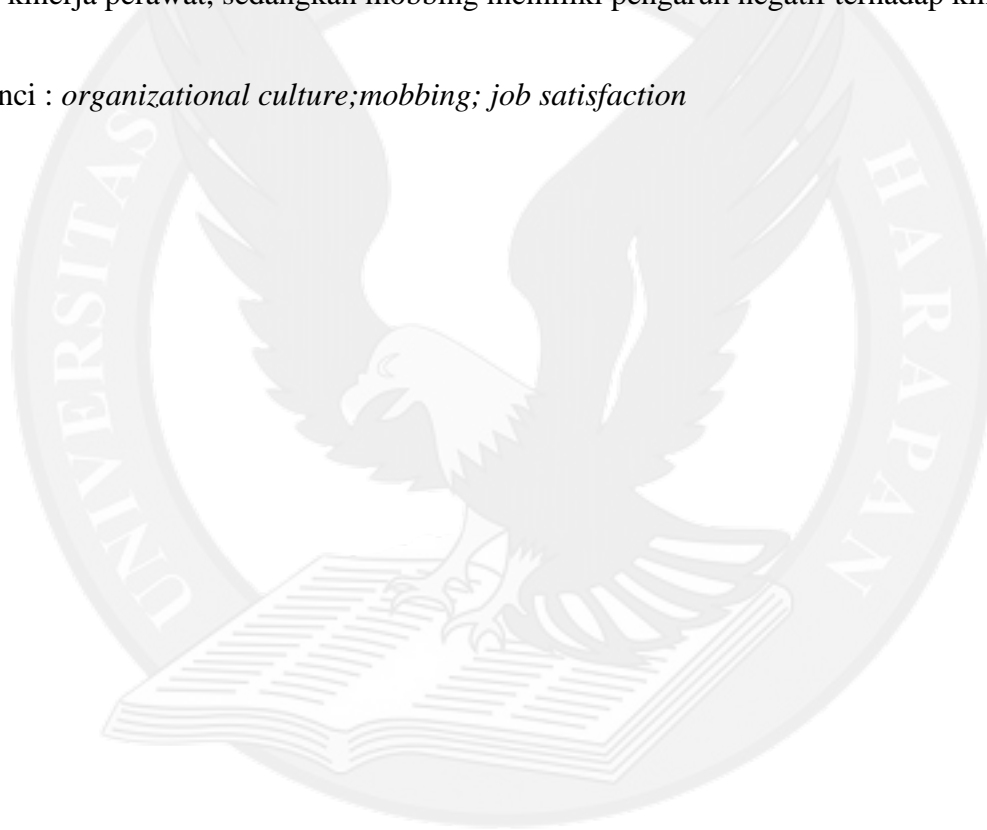 kinerja perawat, sedangkan mobbing memiliki pengaruh negatif terhadap
nci : organizational culture;mobbing; job satisfaction
UNIVERSITAS
HARAPAN